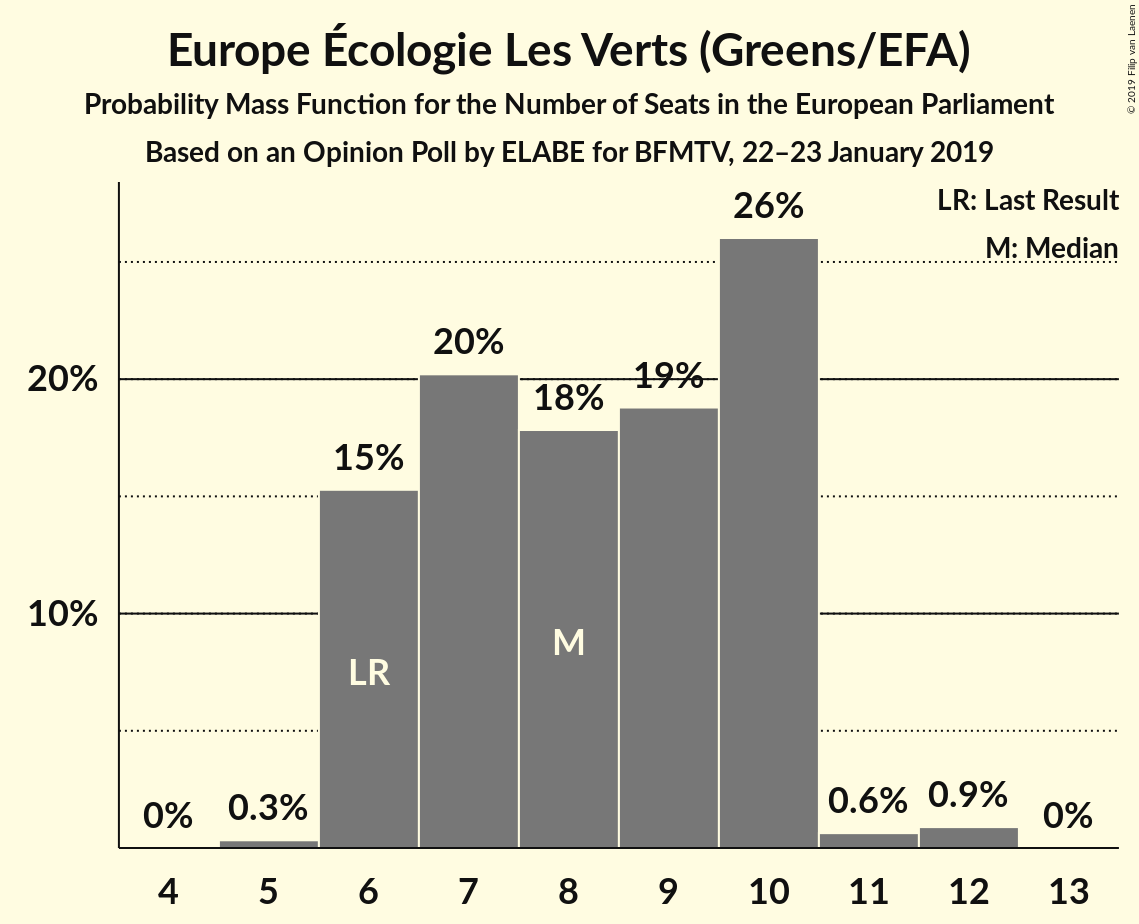 Europe Écologie Les Verts (Greens/EFA)
Probability Mass Function for the Number of Seats in the European Parliament
Based on an Opinion Poll by ELABE for BFMTV, 22–23 January 2019
© 2019 Filip van Laenen
LR: Last Result
M: Median
26%
20%
19%
18%
15%
0.9%
0.6%
0.3%
0%
0%
20%
10%
LR
M
4 5 6 7 8 9 10 11 12 13